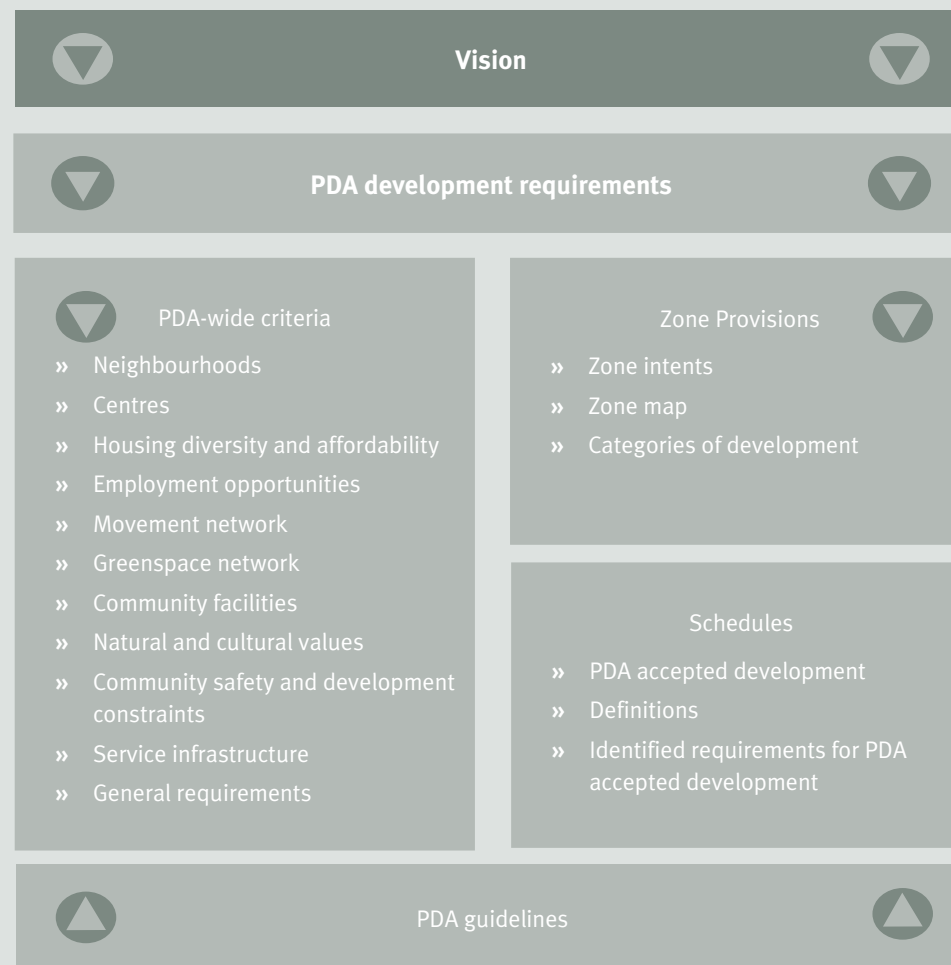 Vision
PDA development requirements
PDA-wide criteria
» Neighbourhoods
» Centres
» Housing diversity and affordability
» Employment opportunities
» Movement network
» Greenspace network
» Community facilities
» Natural and cultural values
» Community safety and development
constraints
» Service infrastructure
» General requirements
Zone Provisions
» Zone intents
» Zone map
» Categories of development
Schedules
» PDA accepted development
» Definitions
» Identified requirements for PDA
accepted development
PDA guidelines